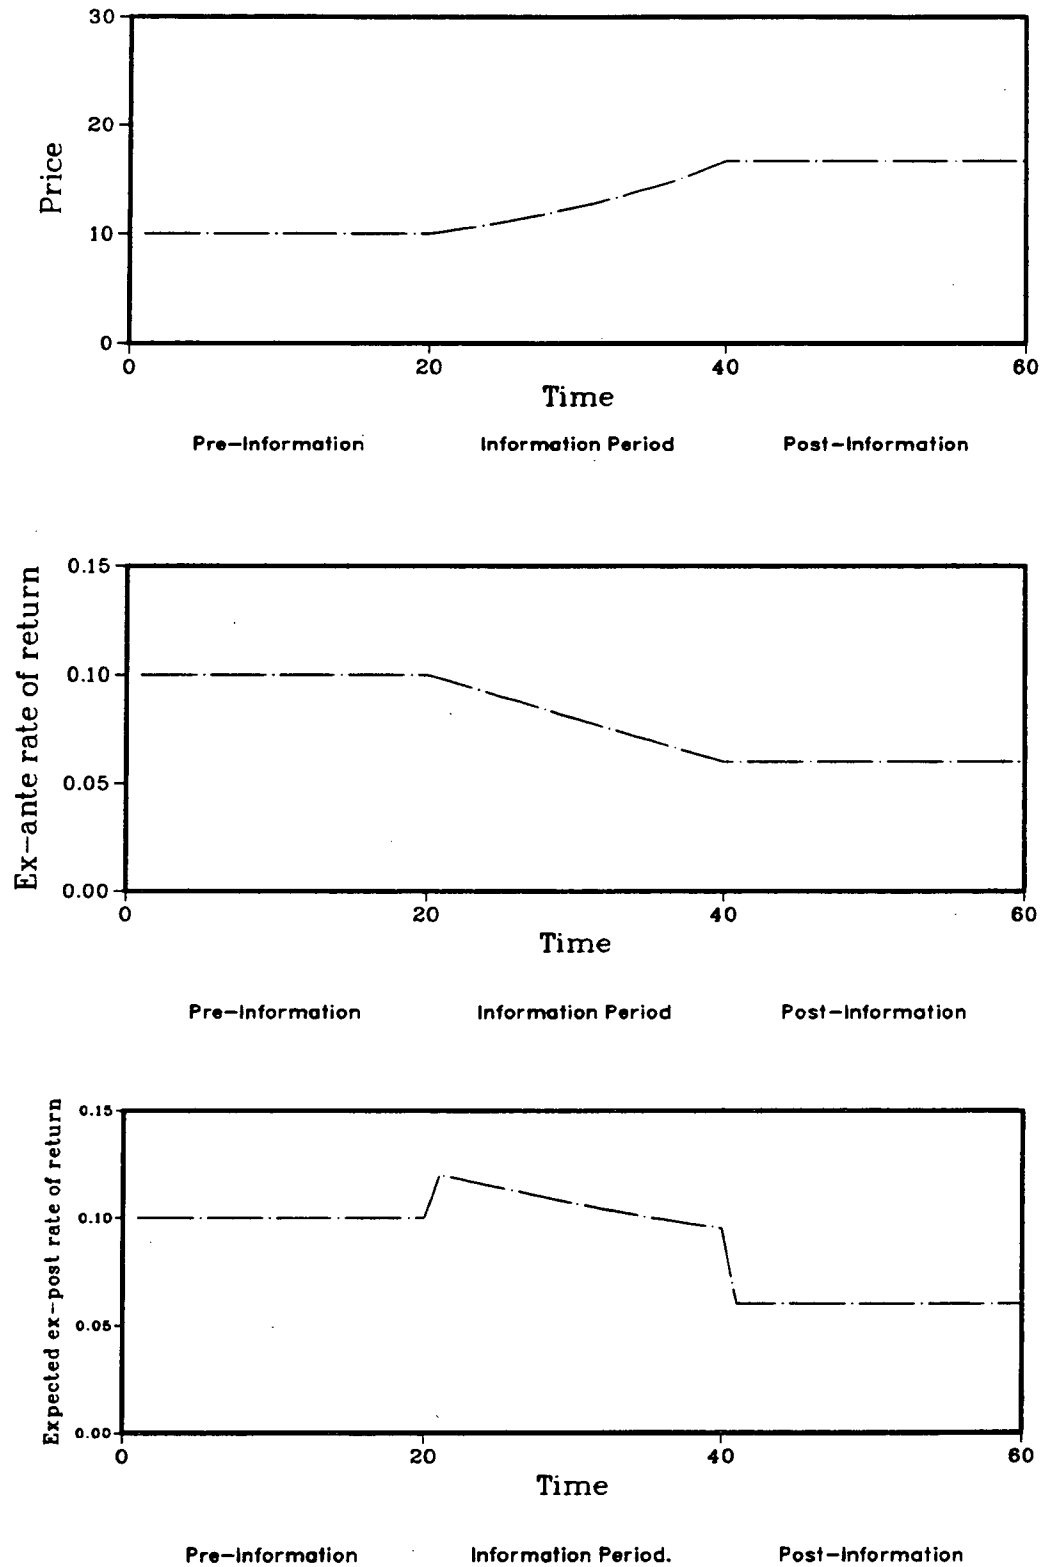 30
20
10
0
Price
0 20 40 60
Time
Pre-Information Information Period Post-Information
0.15
0.10
0.05
0.00
Ex-ante rate of return
0 20 40 60
Time
Pre-Information Information Period Post-Information
0.15
0.10
0.05
0.00
Expected ex-post rate of return
0 20 40 60
Time
Pre-Information Information Period. Post-Information